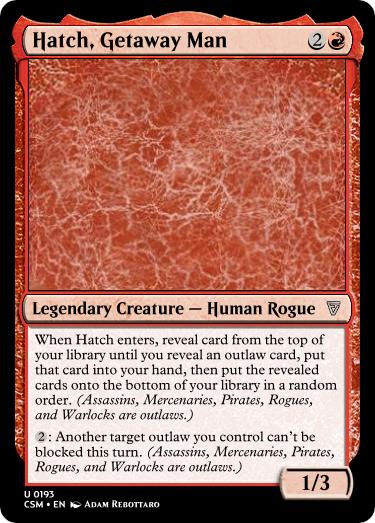 Hatch, Getaway Man 2
Legendary Creature — Human Rogue
When Hatch enters, reveal card from the top of
your library until you reveal an outlaw card, put
that card into your hand, then put the revealed
cards onto the bottom of your library in a random
order. (Assassins, Mercenaries, Pirates, Rogues,
and Warlocks are outlaws.)
2: Another target outlaw you control can't be
blocked this turn. (Assassins, Mercenaries, Pirates,
Rogues, and Warlocks are outlaws.)
1/3
U 0193
CSM • EN Adam Rebottaro